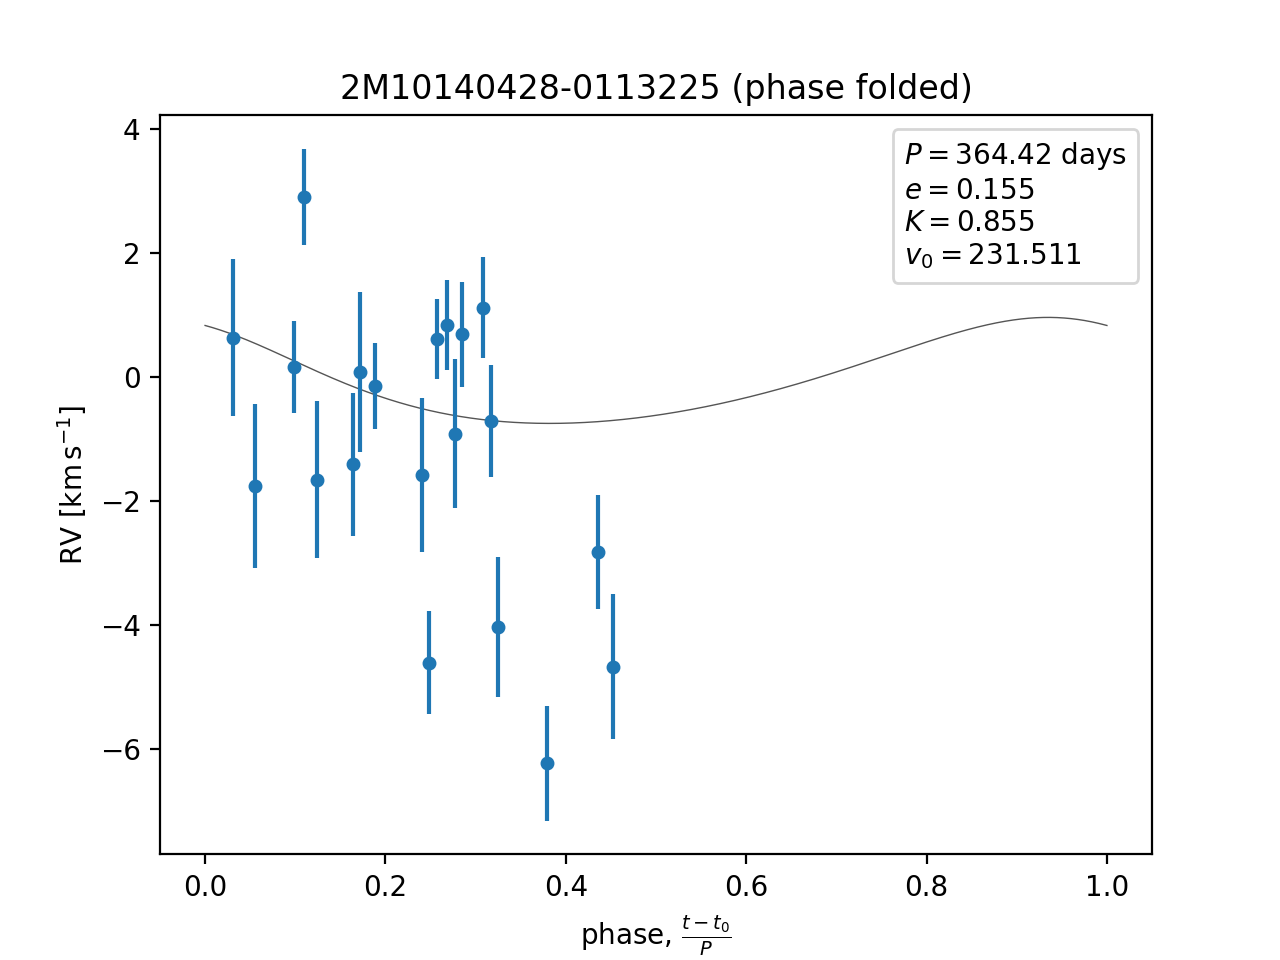 2M10140428-0113225 (phase folded)
P = 364.42 days
e = 0.155
K = 0.855
v₀ = 231.511
4
2
0
−2
−4
−6
RV [km s⁻¹]
0.0 0.2 0.4 0.6 0.8 1.0
phase, (t − t₀)/P